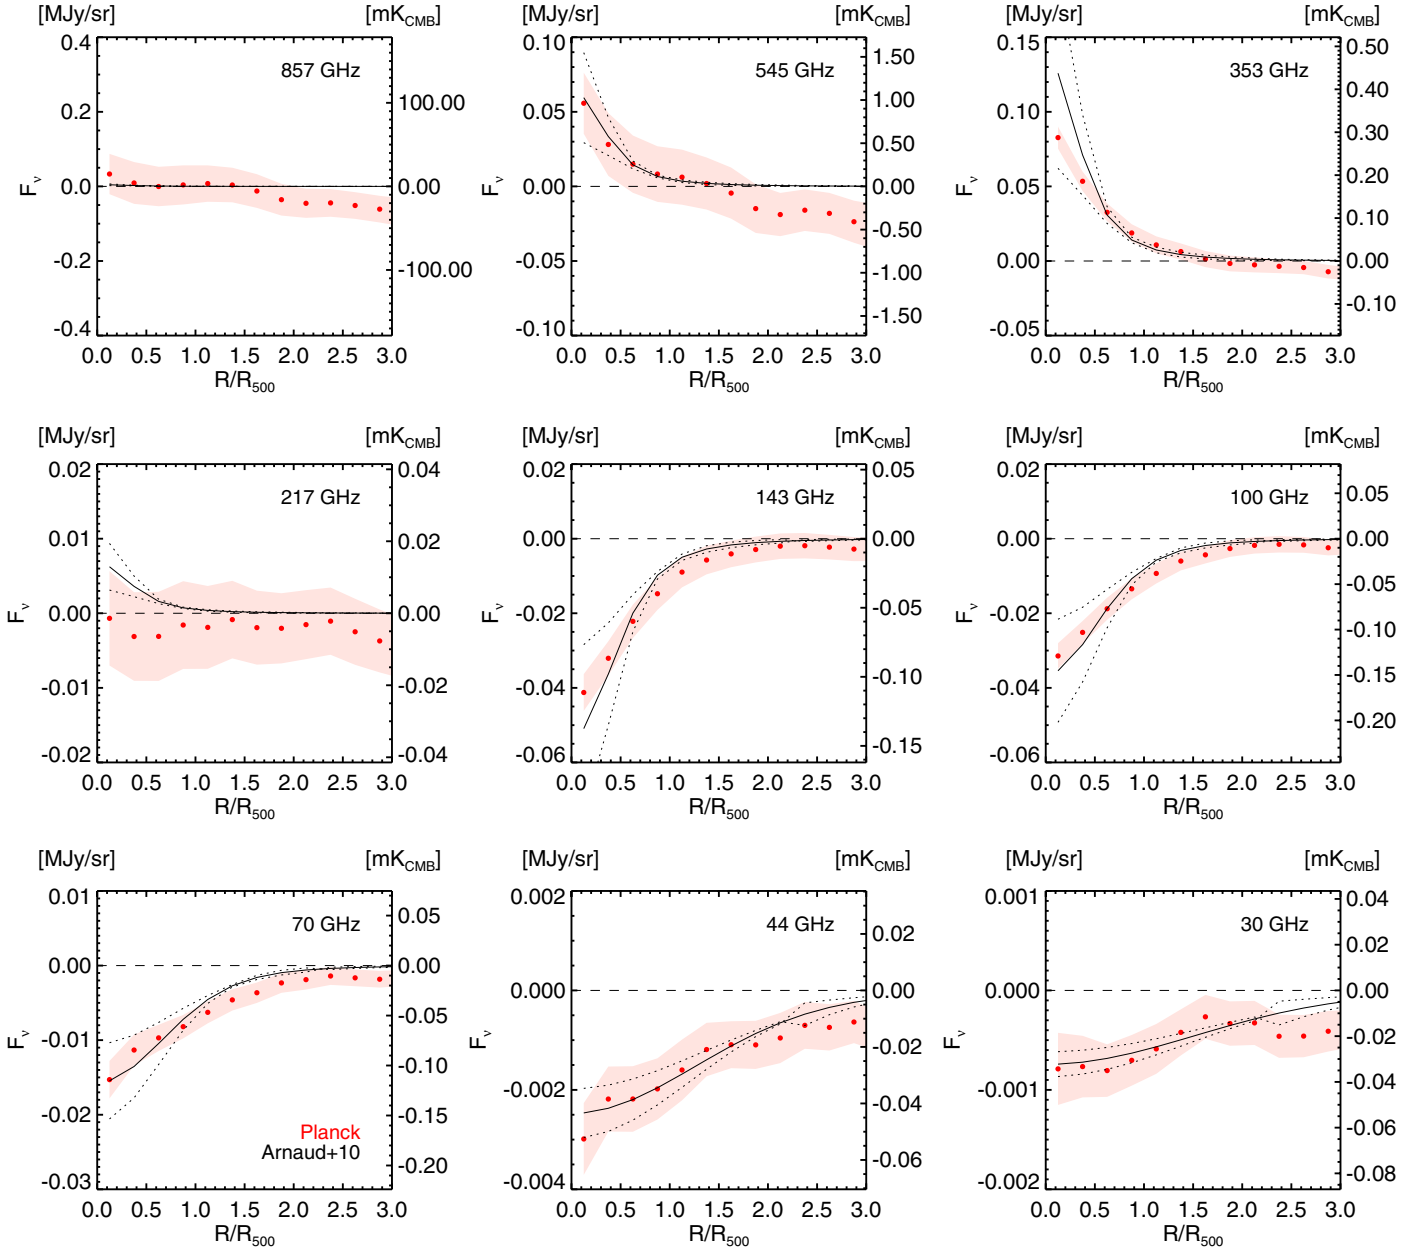 [MJy/sr] [mK_CMB] [MJy/sr] [mK_CMB] [MJy/sr] [mK_CMB]
857 GHz
0.4
0.2
0.0
-0.2
-0.4
100.00
0.00
-100.00
F_ν
0.0 0.5 1.0 1.5 2.0 2.5 3.0
R/R_500
545 GHz
0.10
0.05
0.00
-0.05
-0.10
1.50
1.00
0.50
0.00
-0.50
-1.00
-1.50
F_ν
0.0 0.5 1.0 1.5 2.0 2.5 3.0
R/R_500
353 GHz
0.15
0.10
0.05
0.00
-0.05
0.50
0.40
0.30
0.20
0.10
0.00
-0.10
F_ν
0.0 0.5 1.0 1.5 2.0 2.5 3.0
R/R_500
[MJy/sr] [mK_CMB] [MJy/sr] [mK_CMB] [MJy/sr] [mK_CMB]
217 GHz
0.02
0.01
0.00
-0.01
-0.02
0.04
0.02
0.00
-0.02
-0.04
F_ν
0.0 0.5 1.0 1.5 2.0 2.5 3.0
R/R_500
143 GHz
0.02
0.00
-0.02
-0.04
-0.06
0.05
0.00
-0.05
-0.10
-0.15
F_ν
0.0 0.5 1.0 1.5 2.0 2.5 3.0
R/R_500
100 GHz
0.02
0.00
-0.02
-0.04
-0.06
0.05
0.00
-0.05
-0.10
-0.15
-0.20
F_ν
0.0 0.5 1.0 1.5 2.0 2.5 3.0
R/R_500
[MJy/sr] [mK_CMB] [MJy/sr] [mK_CMB] [MJy/sr] [mK_CMB]
70 GHz
0.01
0.00
-0.01
-0.02
-0.03
0.05
0.00
-0.05
-0.10
-0.15
-0.20
F_ν
Planck
Arnaud+10
0.0 0.5 1.0 1.5 2.0 2.5 3.0
R/R_500
44 GHz
0.002
0.000
-0.002
-0.004
0.02
0.00
-0.02
-0.04
-0.06
F_ν
0.0 0.5 1.0 1.5 2.0 2.5 3.0
R/R_500
30 GHz
0.001
0.000
-0.001
-0.002
0.04
0.02
0.00
-0.02
-0.04
-0.06
-0.08
F_ν
0.0 0.5 1.0 1.5 2.0 2.5 3.0
R/R_500